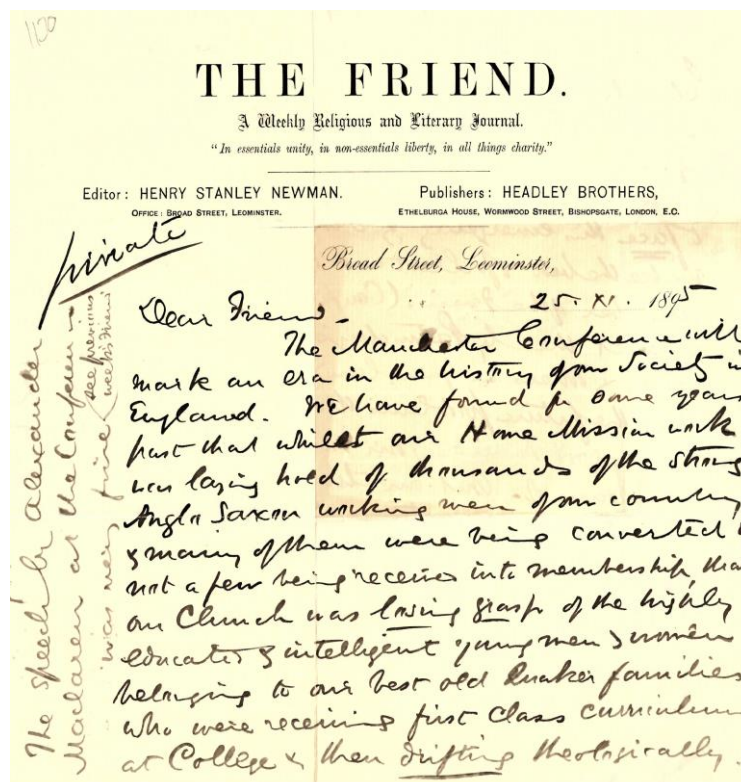 1120
THE FRIEND.
A Weekly Religious and Literary Journal.
"In essentials unity, in non-essentials liberty, in all things charity."
Editor: HENRY STANLEY NEWMAN.
OFFICE: BROAD STREET, LEOMINSTER.
Publishers: HEADLEY BROTHERS,
ETHELBURGA HOUSE, WORMWOOD STREET, BISHOPSGATE, LONDON, E.C.
private
Broad Street, Leominster,
25. XI. 1895
Dear Friend,
The Manchester Conference will
mark an era in the history of our Society in
England. We have found for some years
past that whilst our Home Mission work
was laying hold of thousands of the strong
Anglo Saxon working men of our country
& many of them were being converted &
not a few being received into membership, that
our Church was losing grasp of the highly
educated & intelligent young men & women
belonging to our best old Quaker families
who were receiving first class curriculum
at College & then drifting theologically.
The speech by Alexander
Maclaren at the Conference
was very fine
see previous
week's Friend